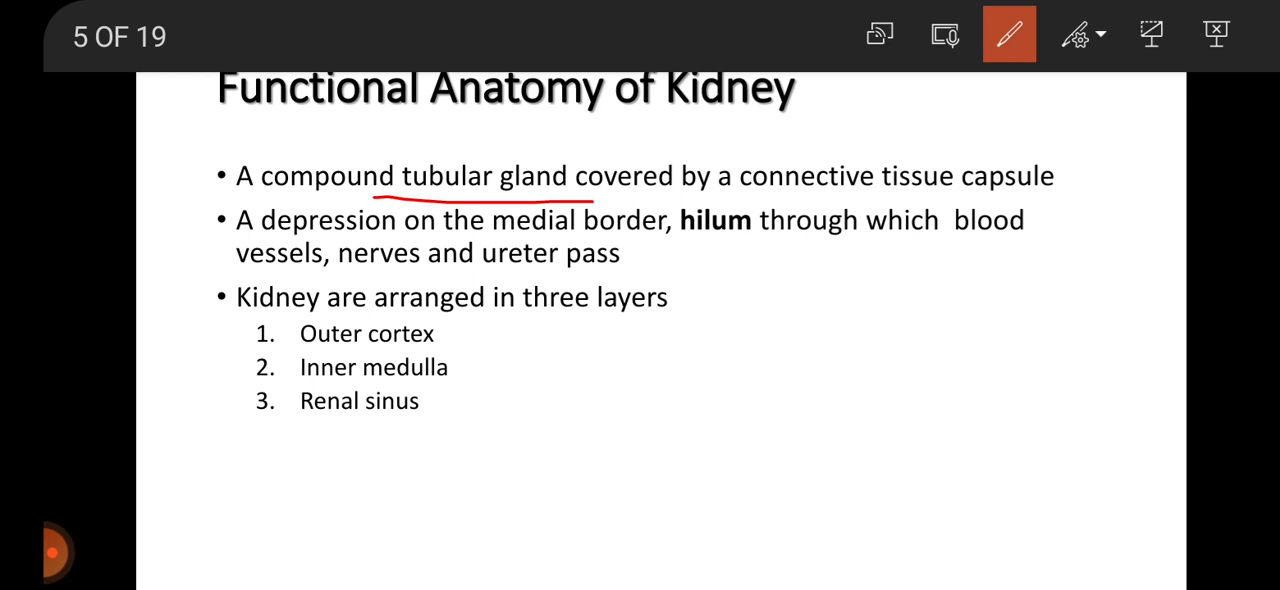 5 OF 19
Functional Anatomy of Kidney
• A compound tubular gland covered by a connective tissue capsule
• A depression on the medial border, hilum through which blood
vessels, nerves and ureter pass
• Kidney are arranged in three layers
1. Outer cortex
2. Inner medulla
3. Renal sinus